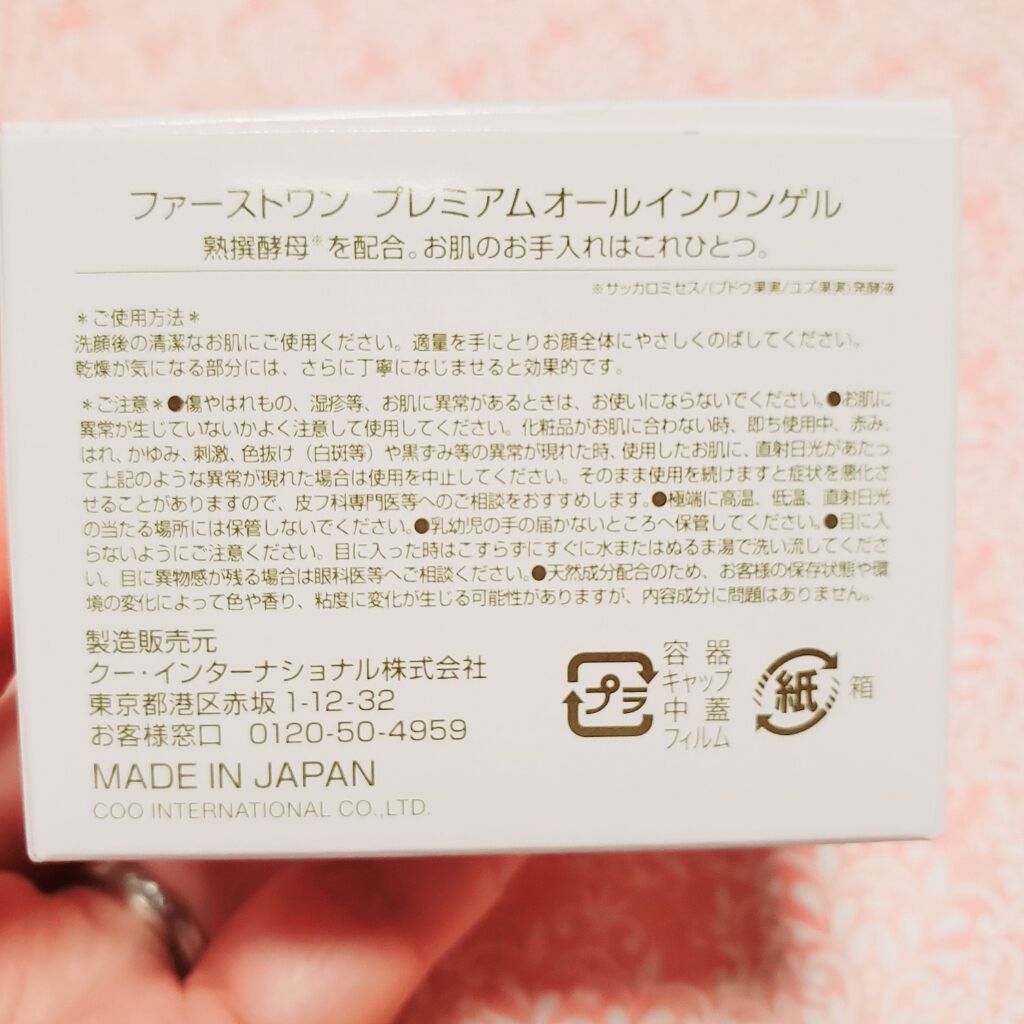 ファーストワン プレミアムオールインワンゲル
熟撰酵母※を配合。お肌のお手入れはこれひとつ。
※サッカロミセス/(ブドウ果実/ユズ果実)発酵液
＊ご使用方法＊
洗顔後の清潔なお肌にご使用ください。適量を手にとりお顔全体にやさしくのばしてください。
乾燥が気になる部分には、さらに丁寧になじませると効果的です。
＊ご注意＊●傷やはれもの、湿疹等、お肌に異常があるときは、お使いにならないでください。●お肌に
異常が生じていないかよく注意して使用してください。化粧品がお肌に合わない時、即ち使用中、赤み、
はれ、かゆみ、刺激、色抜け（白斑等）や黒ずみ等の異常が現れた時、使用したお肌に、直射日光があたっ
て上記のような異常が現れた場合は使用を中止してください。そのまま使用を続けますと症状を悪化さ
せることがありますので、皮フ科専門医等へのご相談をおすすめします。●極端に高温、低温、直射日光
の当たる場所には保管しないでください。●乳幼児の手の届かないところへ保管してください。●目に入
らないようにご注意ください。目に入った時はこすらずにすぐに水またはぬるま湯で洗い流してくださ
い。目に異物感が残る場合は眼科医等へご相談ください。●天然成分配合のため、お客様の保存状態や環
境の変化によって色や香り、粘度に変化が生じる可能性がありますが、内容成分に問題はありません。
製造販売元
クー・インターナショナル株式会社
東京都港区赤坂1-12-32
お客様窓口 0120-50-4959
MADE IN JAPAN
COO INTERNATIONAL CO.,LTD.
プラ
容器
キャップ
中蓋
フィルム
紙
箱